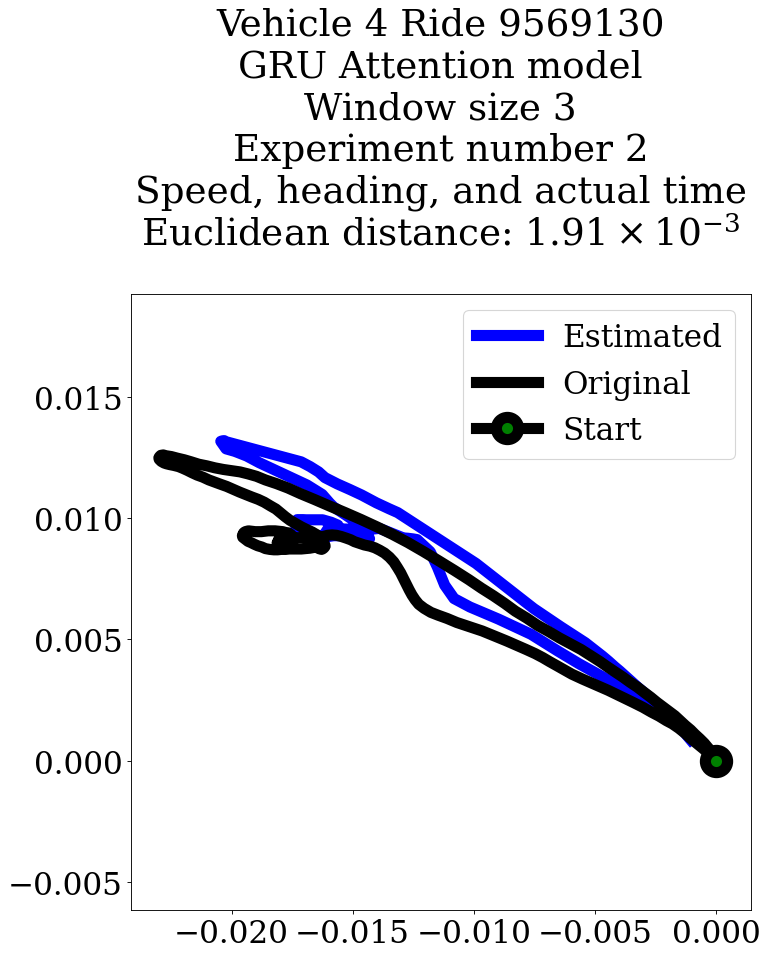 Vehicle 4 Ride 9569130
GRU Attention model
Window size 3
Experiment number 2
Speed, heading, and actual time
Euclidean distance: 1.91 × 10⁻³
Estimated
Original
Start
0.015
0.010
0.005
0.000
−0.005
−0.020 −0.015 −0.010 −0.005 0.000